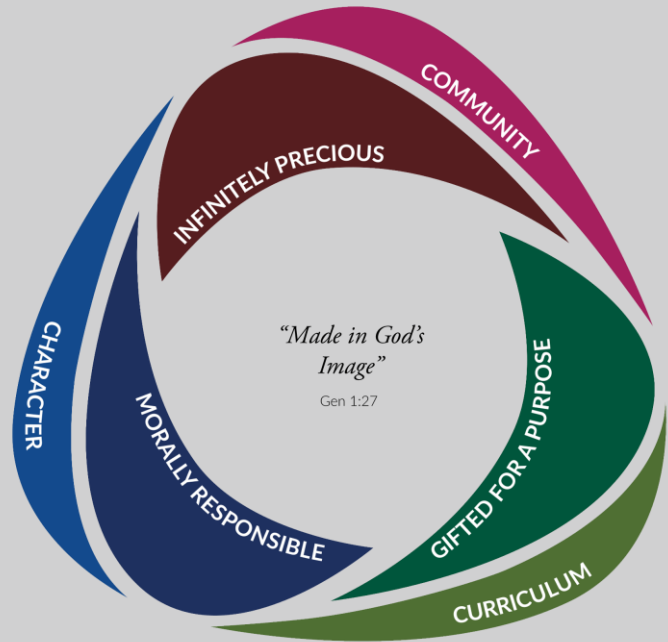 COMMUNITY
INFINITELY PRECIOUS
CHARACTER
“Made in God’s
Image”
Gen 1:27
MORALLY RESPONSIBLE
GIFTED FOR A PURPOSE
CURRICULUM